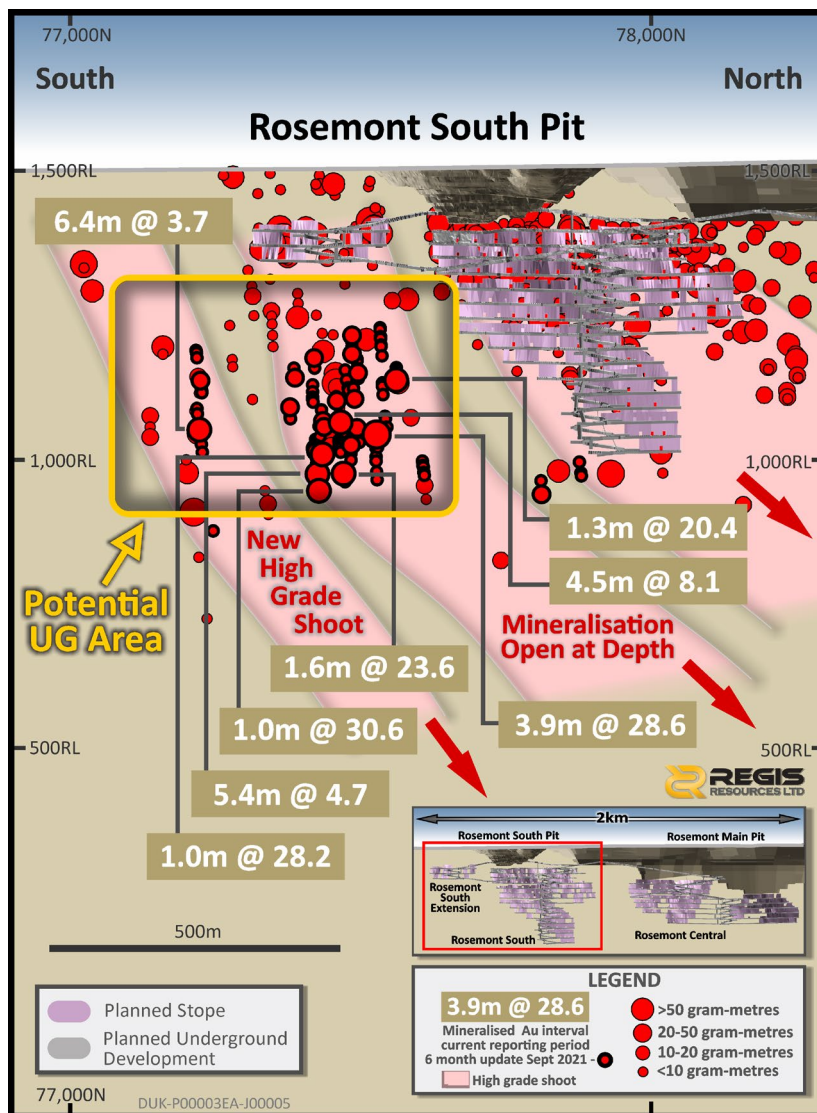 77,000N
78,000N
South
North
Rosemont South Pit
1,500RL
1,500RL
6.4m @ 3.7
1,000RL
1,000RL
1.3m @ 20.4
4.5m @ 8.1
New
High
Grade
Shoot
Potential
UG Area
Mineralisation
Open at Depth
1.6m @ 23.6
1.0m @ 30.6
3.9m @ 28.6
5.4m @ 4.7
1.0m @ 28.2
500RL
500RL
REGIS
RESOURCES LTD
2km
Rosemont South Pit
Rosemont Main Pit
Rosemont
South
Extension
Rosemont South
Rosemont Central
500m
Planned Stope
Planned Underground
Development
LEGEND
3.9m @ 28.6
Mineralised Au interval
current reporting period
6 month update Sept 2021 -
High grade shoot
>50 gram-metres
20-50 gram-metres
10-20 gram-metres
<10 gram-metres
77,000N
DUK-P00003EA-J00005